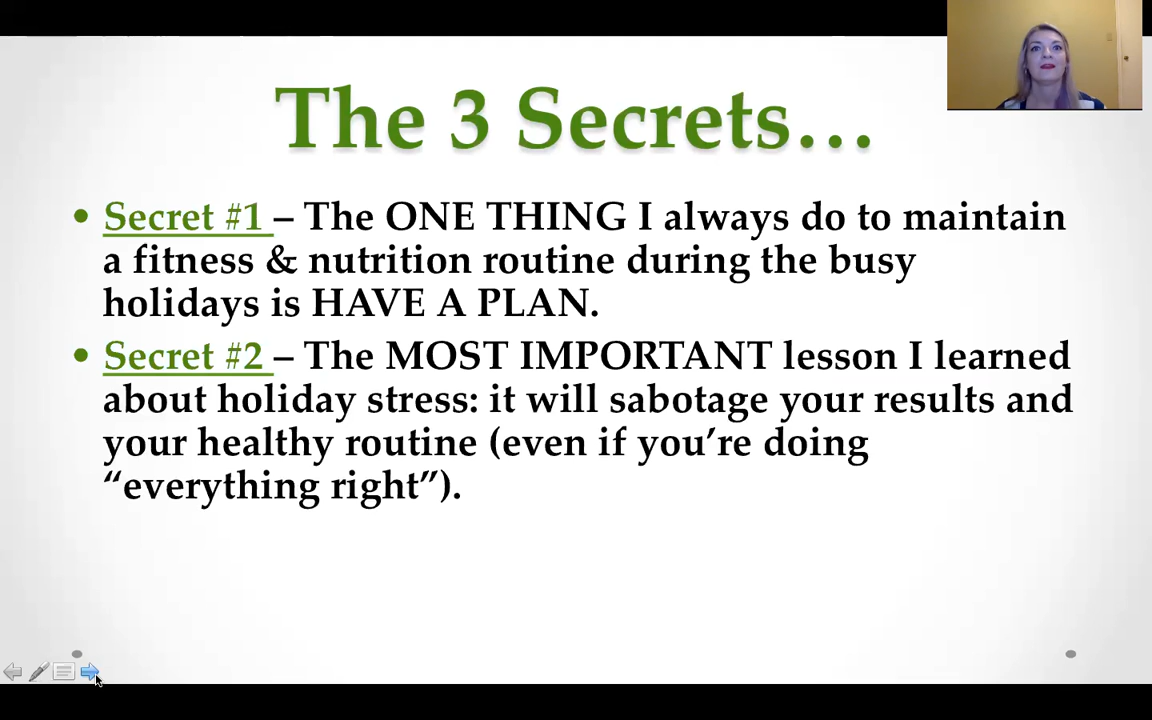 The 3 Secrets…
• Secret #1 – The ONE THING I always do to maintain
a fitness & nutrition routine during the busy
holidays is HAVE A PLAN.
• Secret #2 – The MOST IMPORTANT lesson I learned
about holiday stress: it will sabotage your results and
your healthy routine (even if you’re doing
“everything right”).